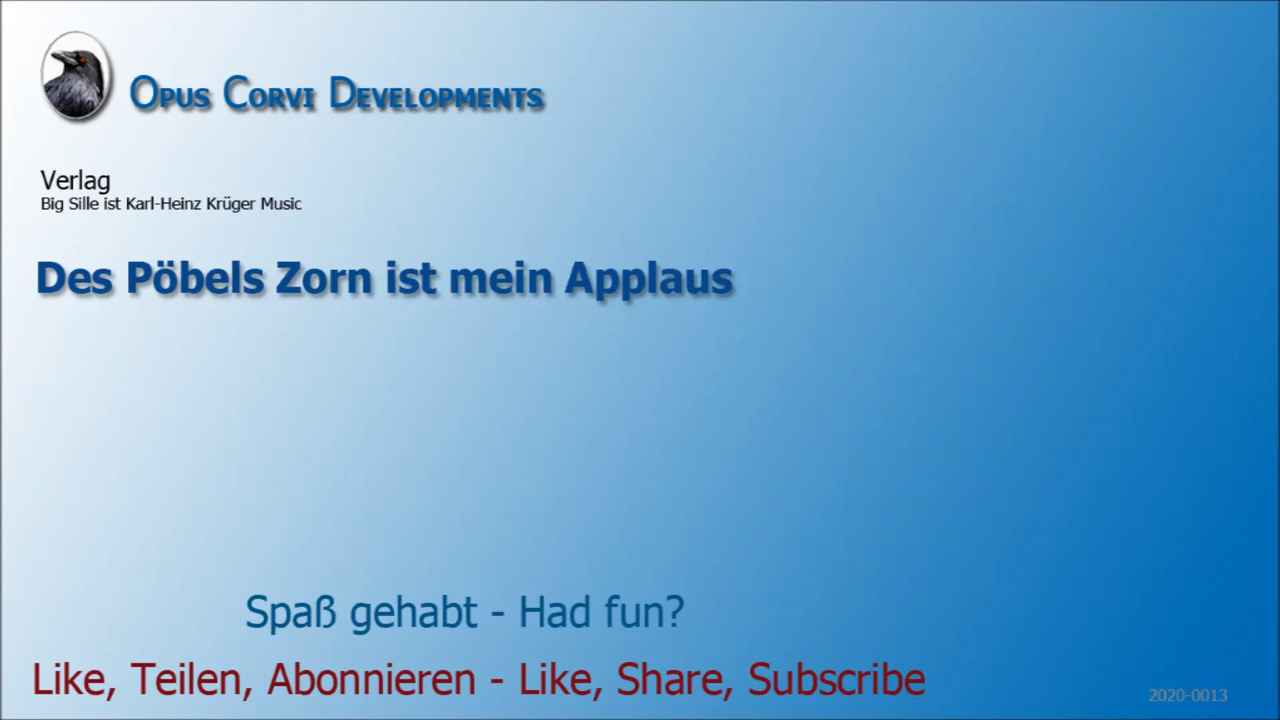 Opus Corvi Developments
Verlag
Big Sille ist Karl-Heinz Krüger Music
Des Pöbels Zorn ist mein Applaus
Spaß gehabt - Had fun?
Like, Teilen, Abonnieren - Like, Share, Subscribe
2020-0013